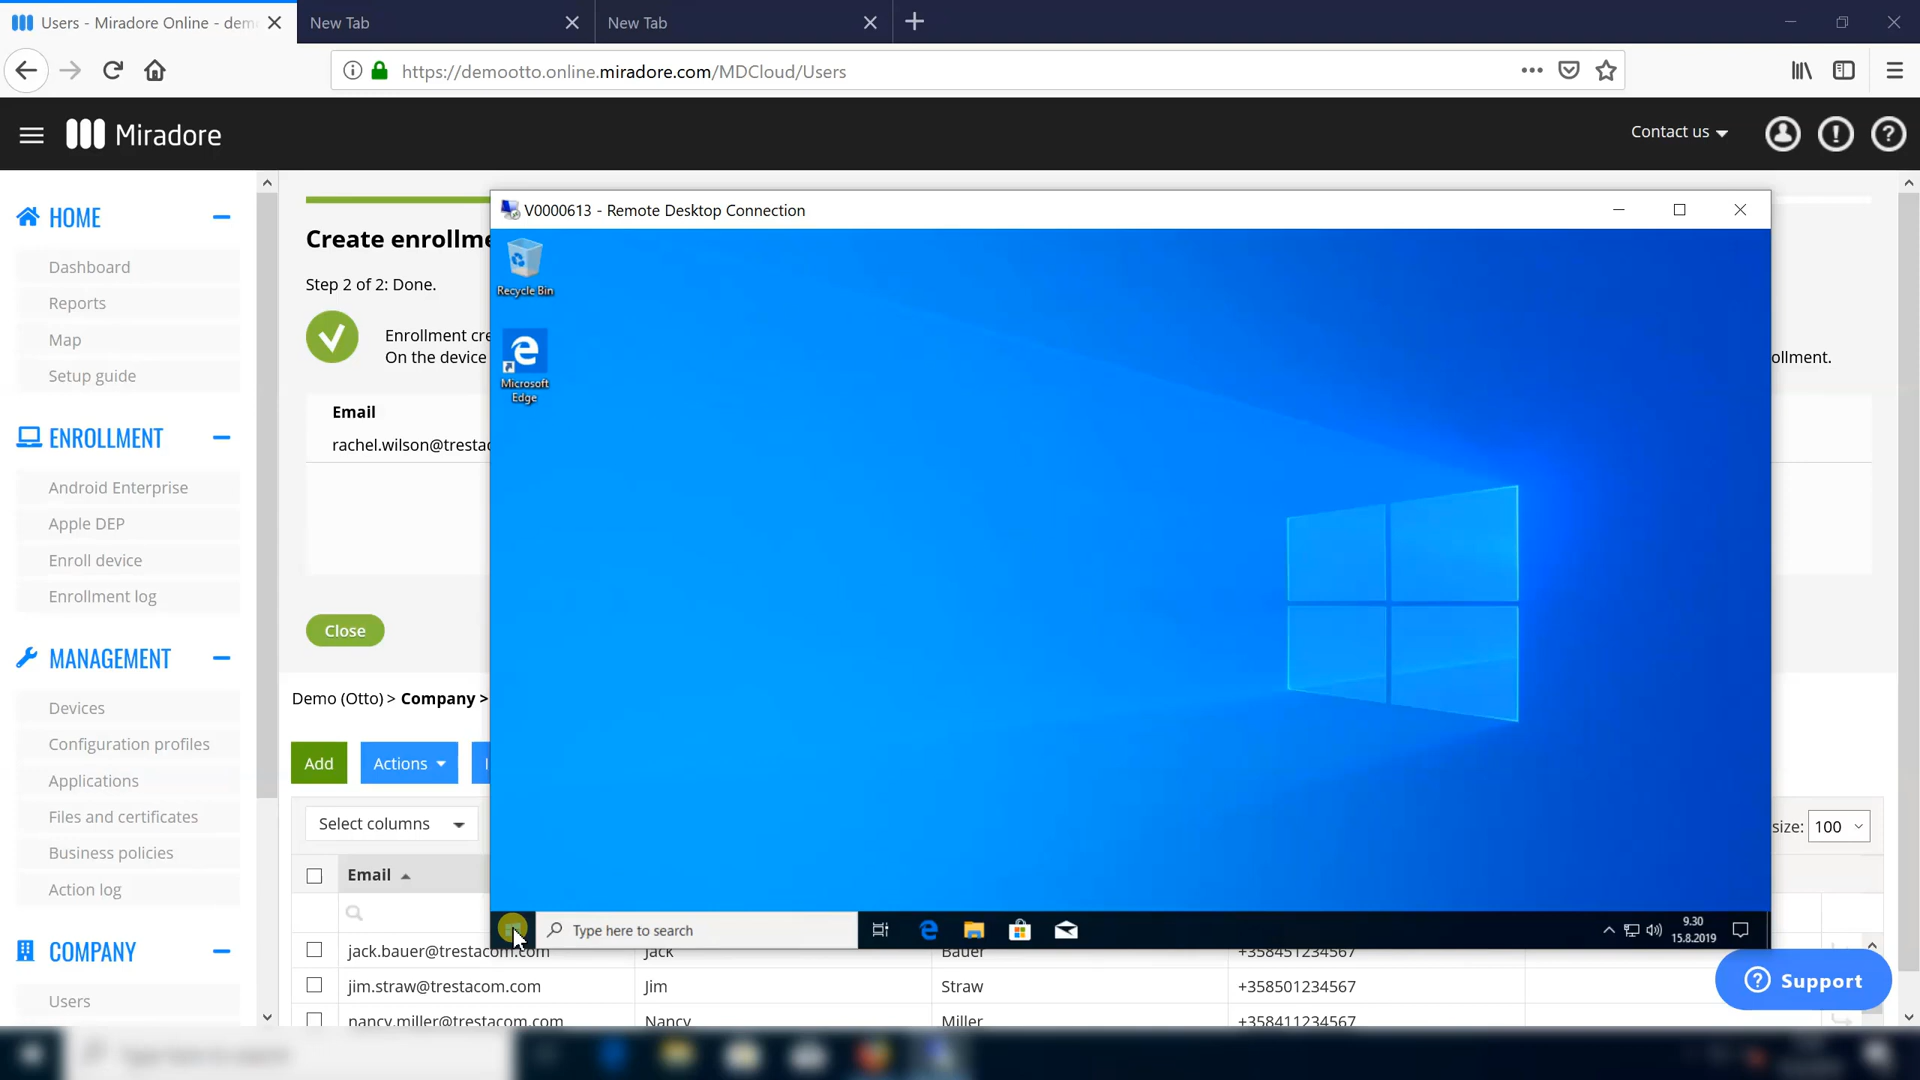 Users - Miradore Online - dem
New Tab
New Tab
https://demootto.online.miradore.com/MDCloud/Users
Miradore
Contact us
HOME
Dashboard
Reports
Map
Setup guide
ENROLLMENT
Android Enterprise
Apple DEP
Enroll device
Enrollment log
MANAGEMENT
Devices
Configuration profiles
Applications
Files and certificates
Business policies
Action log
COMPANY
Users
Create enrollme
Step 2 of 2: Done.
Enrollment cre
On the device
ollment.
Email
rachel.wilson@trestac
Close
Demo (Otto) > Company >
Add
Actions
Select columns
size: 100
Email
jack.bauer@trestacom.com Jack Bauer +358451234567
jim.straw@trestacom.com Jim Straw +358501234567
nancy.miller@trestacom.com Nancy Miller +358411234567
V0000613 - Remote Desktop Connection
Recycle Bin
Microsoft
Edge
Type here to search
9.30
15.8.2019
Support
Type here to search